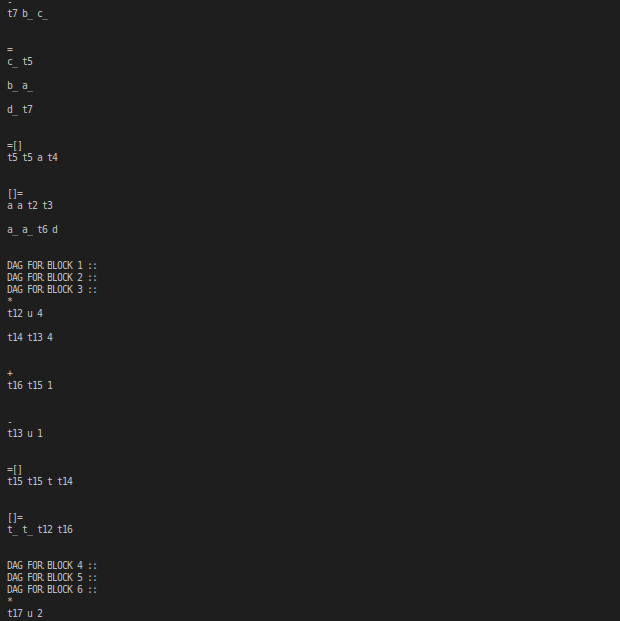 -
t7 b_ c_
=
c_ t5
b_ a_
d_ t7
=[]
t5 t5 a t4
[]=
a a t2 t3
a_ a_ t6 d
DAG FOR BLOCK 1 ::
DAG FOR BLOCK 2 ::
DAG FOR BLOCK 3 ::
*
t12 u 4
t14 t13 4
+
t16 t15 1
-
t13 u 1
=[]
t15 t15 t t14
[]=
t_ t_ t12 t16
DAG FOR BLOCK 4 ::
DAG FOR BLOCK 5 ::
DAG FOR BLOCK 6 ::
*
t17 u 2